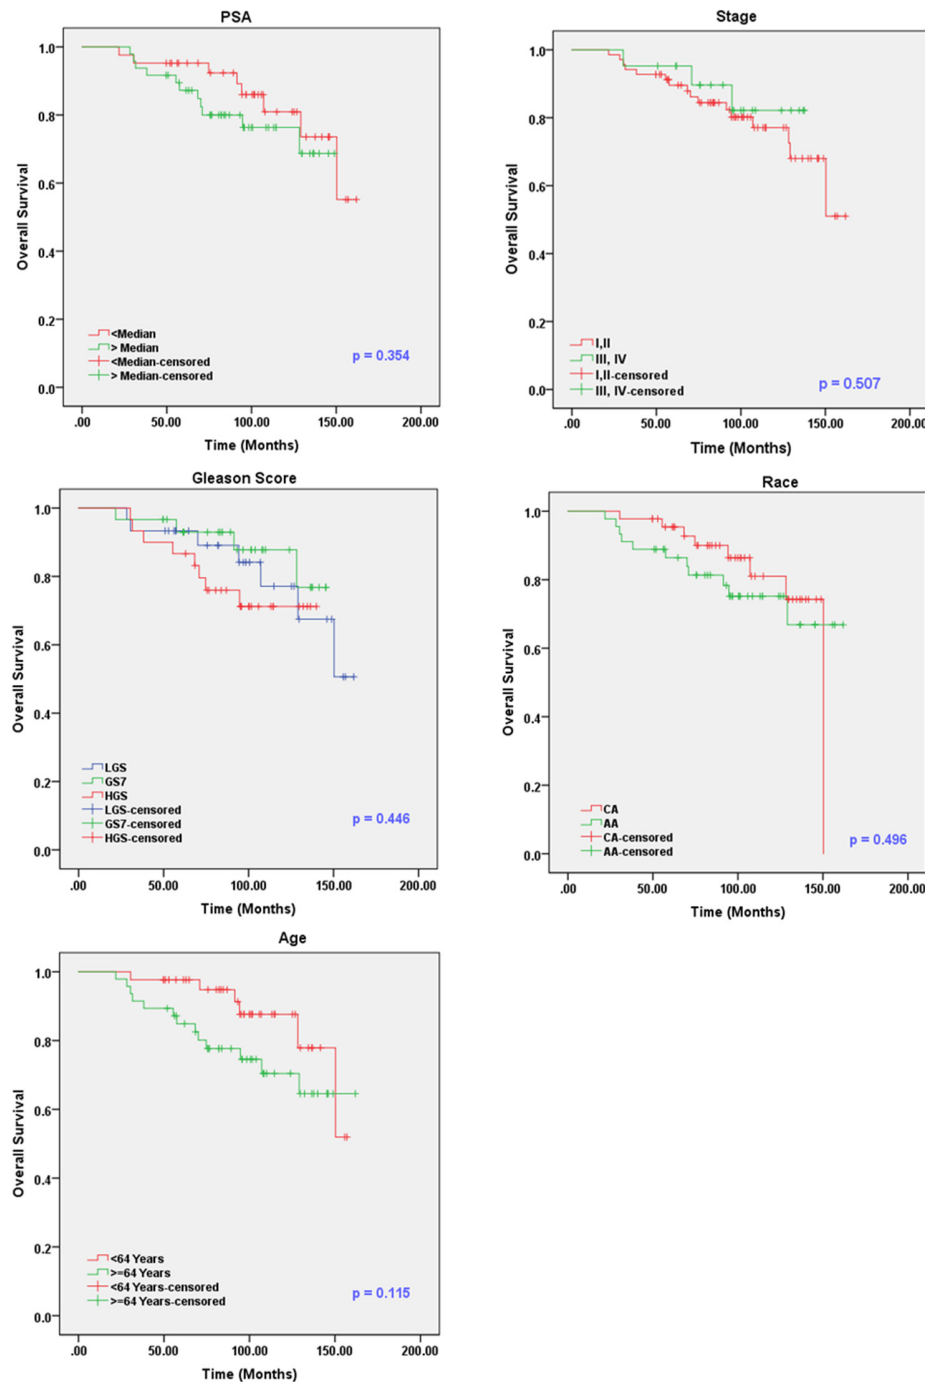 PSA
1.0
0.8
0.6
0.4
0.2
0.0
Overall Survival
<Median
> Median
<Median-censored
> Median-censored
p = 0.354
.00 50.00 100.00 150.00 200.00
Time (Months)
Stage
1.0
0.8
0.6
0.4
0.2
0.0
Overall Survival
I,II
III, IV
I,II-censored
III, IV-censored
p = 0.507
.00 50.00 100.00 150.00 200.00
Time (Months)
Gleason Score
1.0
0.8
0.6
0.4
0.2
0.0
Overall Survival
LGS
GS7
HGS
LGS-censored
GS7-censored
HGS-censored
p = 0.446
.00 50.00 100.00 150.00 200.00
Time (Months)
Race
1.0
0.8
0.6
0.4
0.2
0.0
Overall Survival
CA
AA
CA-censored
AA-censored
p = 0.496
.00 50.00 100.00 150.00 200.00
Time (Months)
Age
1.0
0.8
0.6
0.4
0.2
0.0
Overall Survival
<64 Years
>=64 Years
<64 Years-censored
>=64 Years-censored
p = 0.115
.00 50.00 100.00 150.00 200.00
Time (Months)